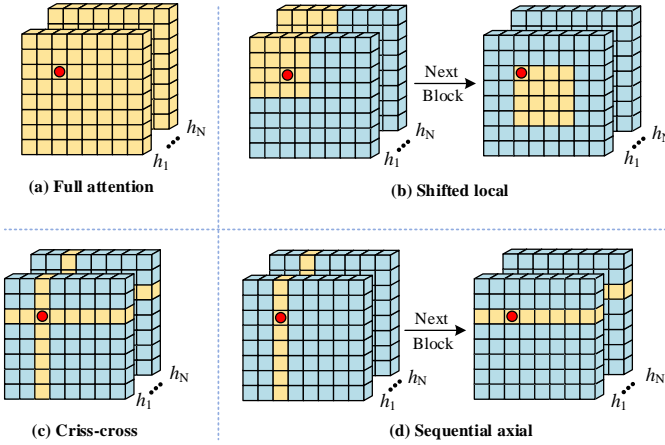 h1 ••• hN
(a) Full attention
Next
Block
h1 ••• hN
h1 ••• hN
(b) Shifted local
h1 ••• hN
(c) Criss-cross
Next
Block
h1 ••• hN
h1 ••• hN
(d) Sequential axial